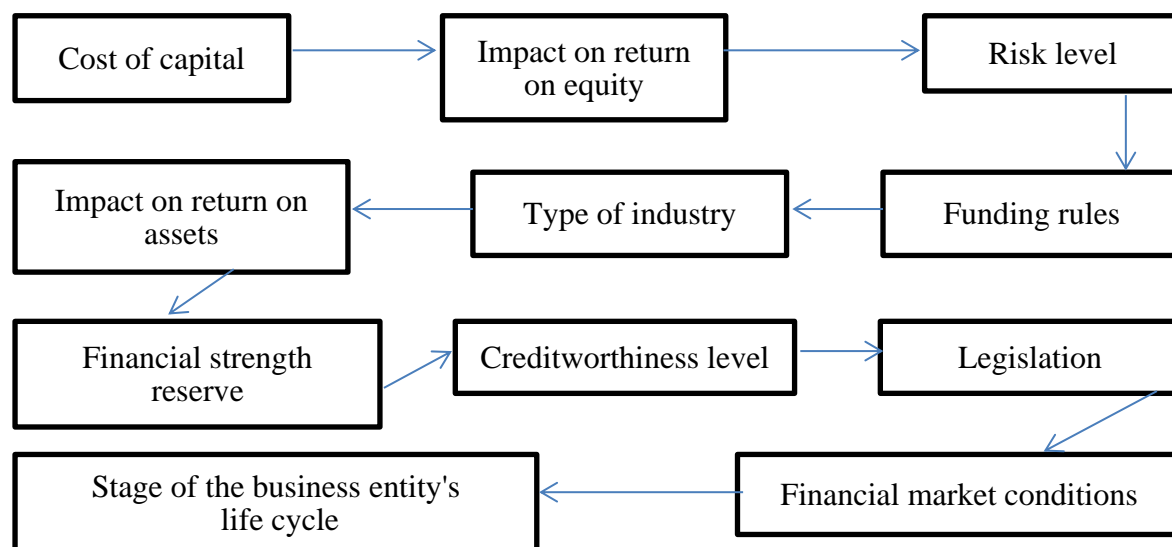 Cost of capital
Impact on return
on equity
Risk level
Impact on return on
assets
Type of industry
Funding rules
Financial strength
reserve
Creditworthiness level
Legislation
Stage of the business entity's
life cycle
Financial market conditions